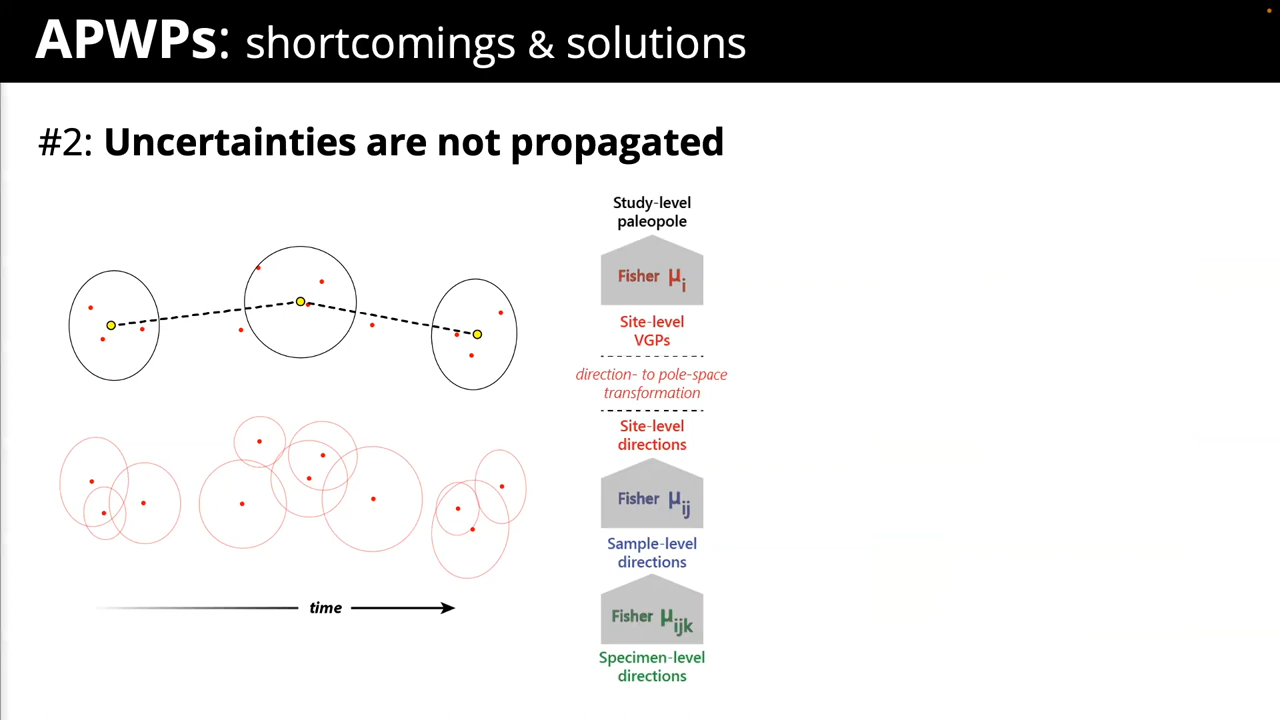 APWPs: shortcomings & solutions
#2: Uncertainties are not propagated
Study-level
paleopole
Fisher μi
Site-level
VGPs
direction- to pole-space
transformation
Site-level
directions
Fisher μij
Sample-level
directions
Fisher μijk
Specimen-level
directions
time